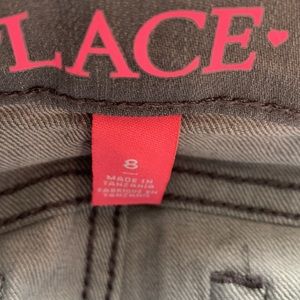 LACE♥
8
MADE IN
TANZANIA
FABRIQUÉ EN
TANZANIE